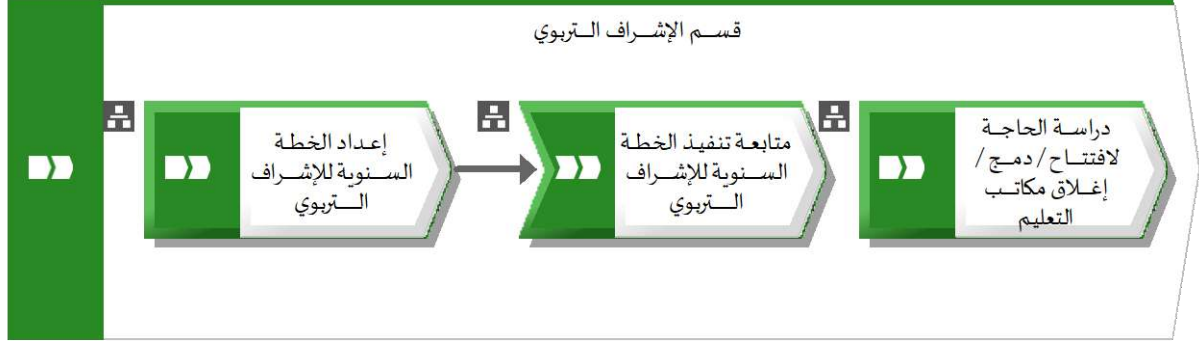 قسم الإشراف التربوي
إعداد الخطة
السنوية للإشراف
التربوي
متابعة تنفيذ الخطة
السنوية للإشراف
التربوي
دراسة الحاجة
لافتتاح / دمج /
إغلاق مكاتب
التعليم